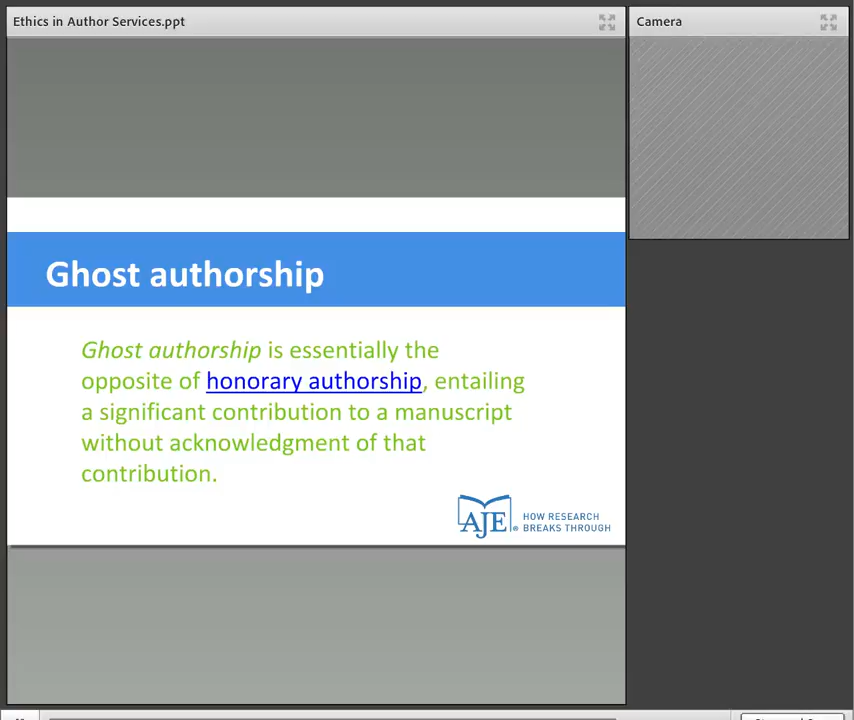 Ethics in Author Services.ppt
Camera
Ghost authorship
Ghost authorship is essentially the
opposite of honorary authorship, entailing
a significant contribution to a manuscript
without acknowledgment of that
contribution.
AJE® HOW RESEARCH
BREAKS THROUGH